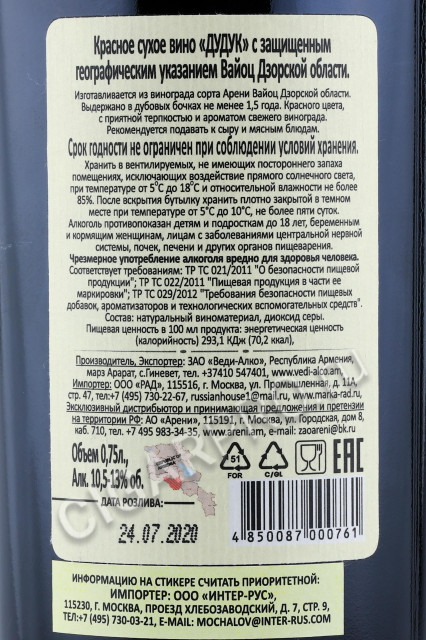 Красное сухое вино «ДУДУК» с защищенным
географическим указанием Вайоц Дзорской области.
Изготавливается из винограда сорта Арени Вайоц Дзорской области.
Выдержано в дубовых бочках не менее 1,5 года. Красного цвета,
с приятной терпкостью и ароматом свежего винограда.
Рекомендуется подавать к сыру и мясным блюдам.
Срок годности не ограничен при соблюдении условий хранения.
Хранить в вентилируемых, не имеющих постороннего запаха
помещениях, исключающих воздействие прямого солнечного света,
при температуре от 5°С до 18°С и относительной влажности не более
85%. После вскрытия бутылку хранить плотно закрытой в темном
месте при температуре от 5°С до 10°С, не более пяти суток.
Алкоголь противопоказан детям и подросткам до 18 лет, беременным
и кормящим женщинам, лицам с заболеваниями центральной нервной
системы, почек, печени и других органов пищеварения.
Чрезмерное употребление алкоголя вредно для здоровья человека.
Соответствует требованиям: ТР ТС 021/2011 "О безопасности пищевой
продукции"; ТР ТС 022/2011 "Пищевая продукция в части ее
маркировки"; ТР ТС 029/2012 "Требования безопасности пищевых
добавок, ароматизаторов и технологических вспомогательных средств".
Состав: натуральный виноматериал, диоксид серы.
Пищевая ценность в 100 мл продукта: энергетическая ценность
(калорийность) 293,1 КДж (70,2 ккал).
Производитель, Экспортер: ЗАО «Веди-Алко», Республика Армения,
марз Арарат, с.Гиневет, тел. +37410 547401, www.vedi-alco.am.
Импортер: ООО «РАД», 115516, г. Москва, ул. Промышленная, д. 11А,
стр. 47, тел:+7 (495) 730-22-67, russianhouse1@mail.ru, www.marka-rad.ru.
Эксклюзивный дистрибьютор и принимающая предложения и претензии
на территории РФ: АО «Арени», 115191, г. Москва, ул. Городская, дом 8,
каб. 710, тел. +7 495 983-34-35, www.areni.am, e-mail: zaoareni@bk.ru
Объем 0,75л.,
Алк. 10,5-13% об.
51
FOR
C/GL
EAC
ДАТА РОЗЛИВА:
24.07.2020
4 850087 000761
ИНФОРМАЦИЮ НА СТИКЕРЕ СЧИТАТЬ ПРИОРИТЕТНОЙ:
ИМПОРТЕР: ООО «ИНТЕР-РУС»,
115230, Г. МОСКВА, ПРОЕЗД ХЛЕБОЗАВОДСКИЙ, Д. 7, СТР. 9,
ТЕЛ/+7 (495) 730-03-21, E-MAIL: MOCHALOV@INTER-RUS.COM